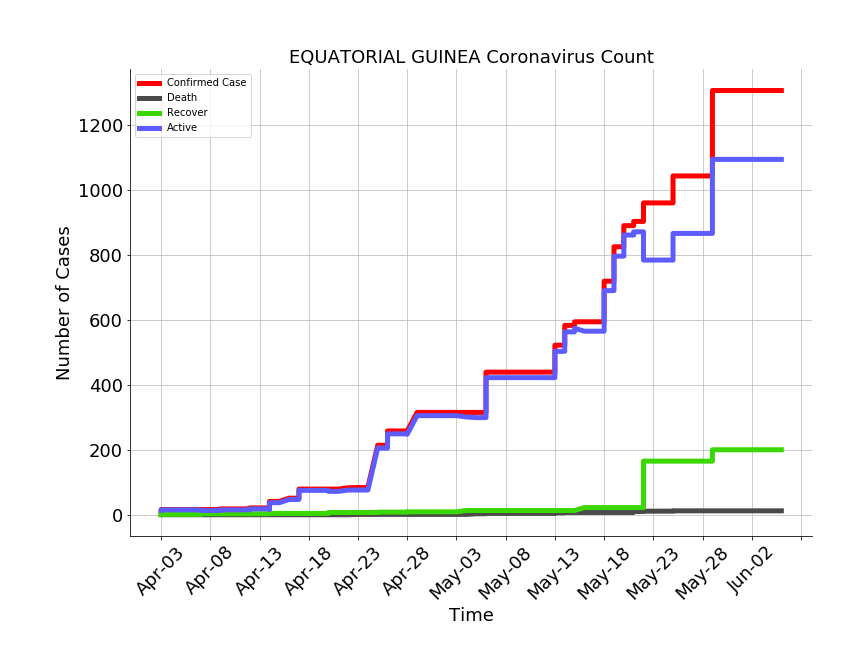 EQUATORIAL GUINEA Coronavirus Count
Confirmed Case
Death
Recover
Active
Number of Cases
1200
1000
800
600
400
200
0
Apr-03
Apr-08
Apr-13
Apr-18
Apr-23
Apr-28
May-03
May-08
May-13
May-18
May-23
May-28
Jun-02
Time